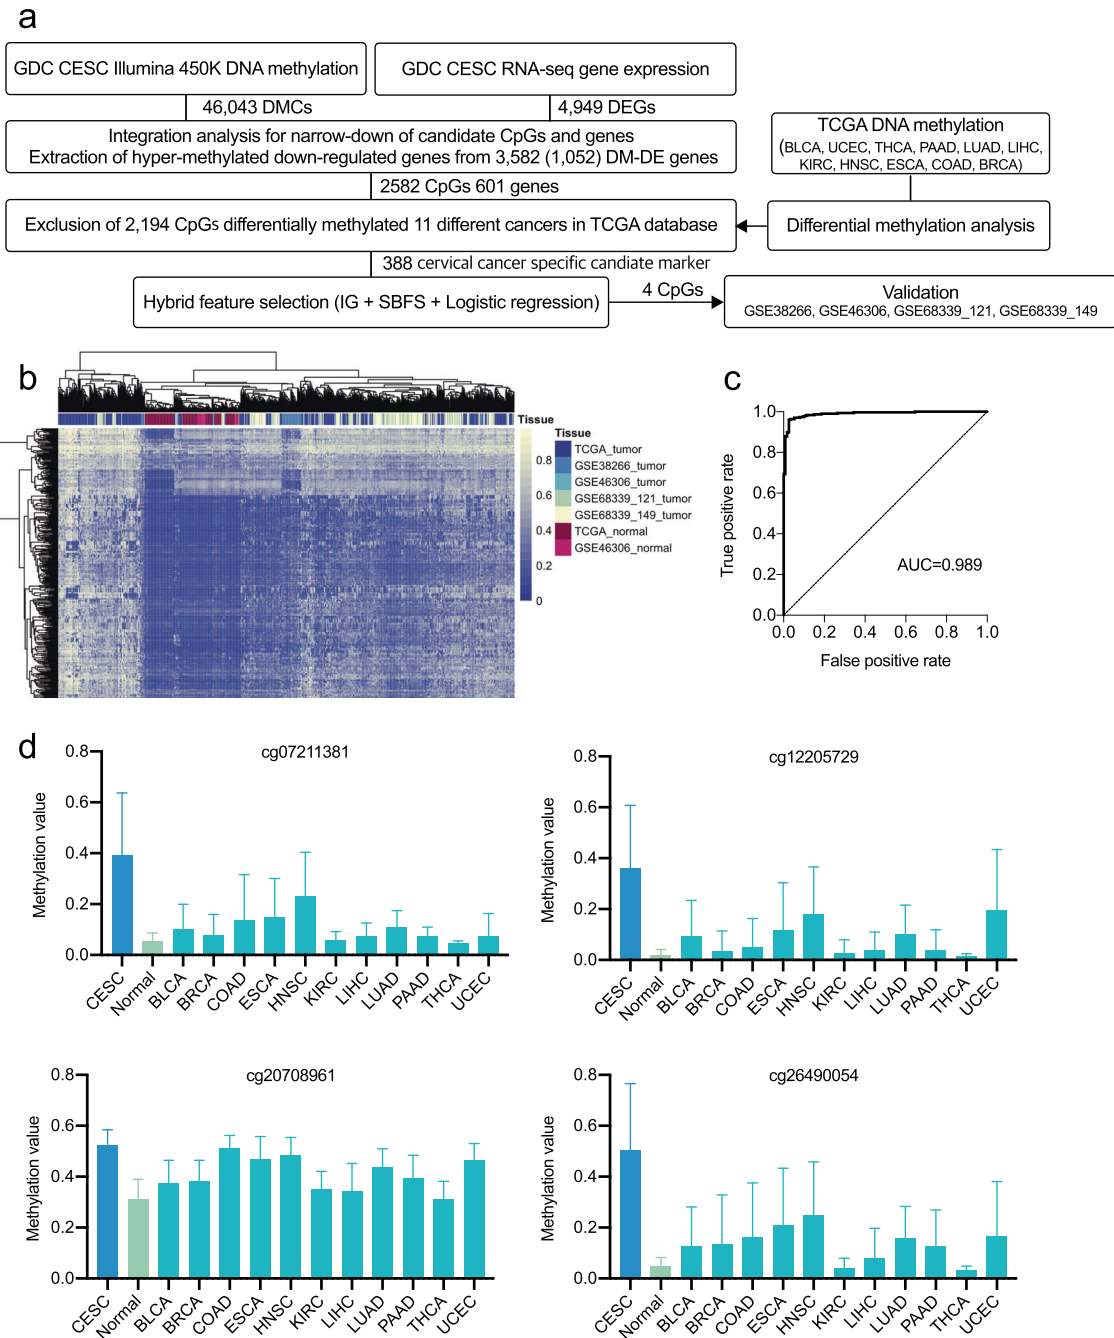 a
GDC CESC Illumina 450K DNA methylation
GDC CESC RNA-seq gene expression
46,043 DMCs
4,949 DEGs
Integration analysis for narrow-down of candidate CpGs and genes
Extraction of hyper-methylated down-regulated genes from 3,582 (1,052) DM-DE genes
TCGA DNA methylation
(BLCA, UCEC, THCA, PAAD, LUAD, LIHC,
KIRC, HNSC, ESCA, COAD, BRCA)
2582 CpGs 601 genes
Exclusion of 2,194 CpGs differentially methylated 11 different cancers in TCGA database
Differential methylation analysis
388 cervical cancer specific candiate marker
Hybrid feature selection (IG + SBFS + Logistic regression)
4 CpGs
Validation
GSE38266, GSE46306, GSE68339_121, GSE68339_149
b
Tissue
0.8
0.6
0.4
0.2
0
Tissue
TCGA_tumor
GSE38266_tumor
GSE46306_tumor
GSE68339_121_tumor
GSE68339_149_tumor
TCGA_normal
GSE46306_normal
c
True positive rate
1.0
0.8
0.6
0.4
0.2
0.0
AUC=0.989
0.0 0.2 0.4 0.6 0.8 1.0
False positive rate
d
cg07211381
Methylation value
0.8
0.6
0.4
0.2
0.0
CESC Normal BLCA BRCA COAD ESCA HNSC KIRC LIHC LUAD PAAD THCA UCEC
cg12205729
Methylation value
0.8
0.6
0.4
0.2
0.0
CESC Normal BLCA BRCA COAD ESCA HNSC KIRC LIHC LUAD PAAD THCA UCEC
cg20708961
Methylation value
0.8
0.6
0.4
0.2
0.0
CESC Normal BLCA BRCA COAD ESCA HNSC KIRC LIHC LUAD PAAD THCA UCEC
cg26490054
Methylation value
0.8
0.6
0.4
0.2
0.0
CESC Normal BLCA BRCA COAD ESCA HNSC KIRC LIHC LUAD PAAD THCA UCEC